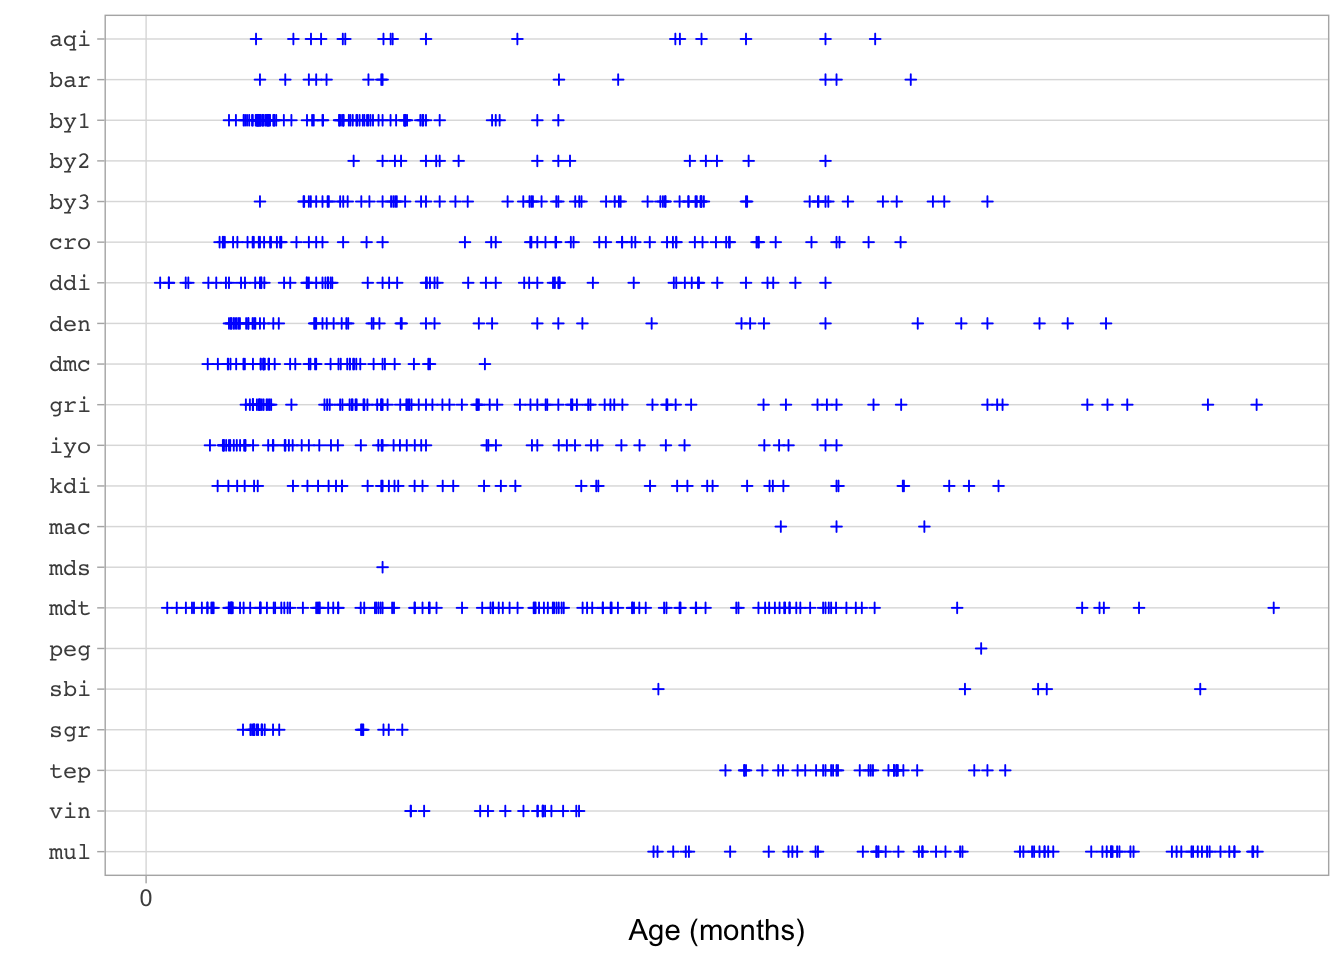 aqi
bar
by1
by2
by3
cro
ddi
den
dmc
gri
iyo
kdi
mac
mds
mdt
peg
sbi
sgr
tep
vin
mul
0
Age (months)